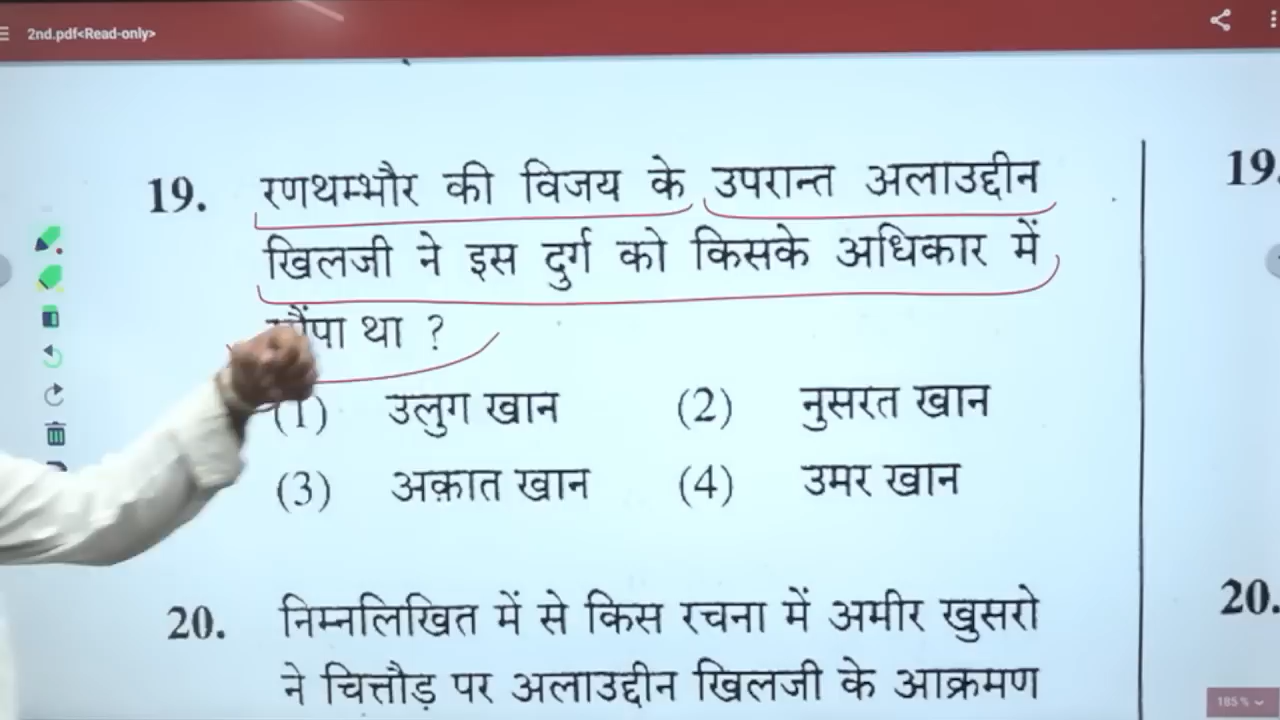 2nd.pdf<Read-only>
19. रणथम्भौर की विजय के उपरान्त अलाउद्दीन
खिलजी ने इस दुर्ग को किसके अधिकार में
था ?
(1) उलुग खान (2) नुसरत खान
(3) अक़ात खान (4) उमर खान
20. निम्नलिखित में से किस रचना में अमीर खुसरो
ने चित्तौड़ पर अलाउद्दीन खिलजी के आक्रमण
19.
20.
185%